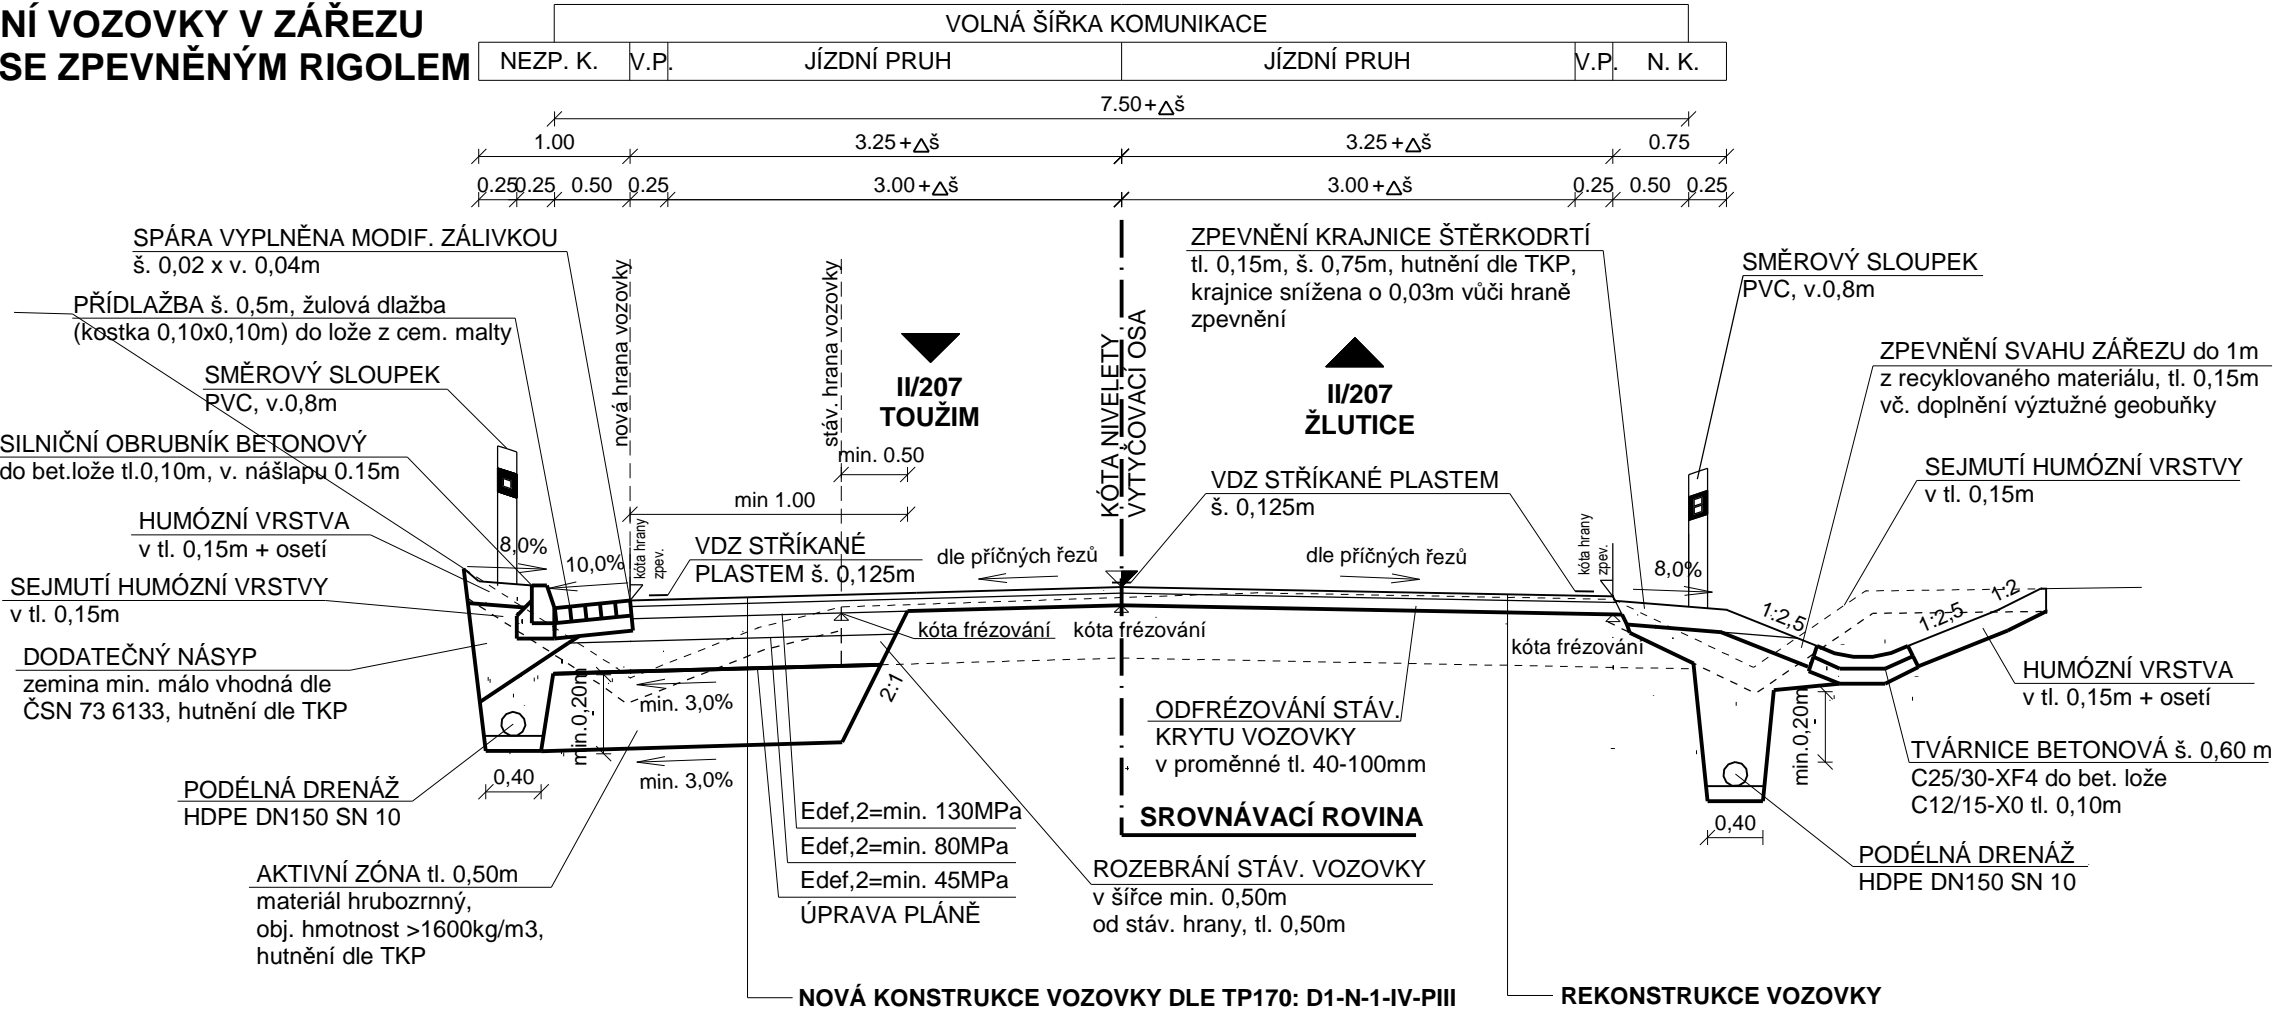 NÍ VOZOVKY V ZÁŘEZU
SE ZPEVNĚNÝM RIGOLEM
VOLNÁ ŠÍŘKA KOMUNIKACE
NEZP. K.
V.P.
JÍZDNÍ PRUH
JÍZDNÍ PRUH
V.P.
N. K.
7.50+△š
1.00
3.25+△š
3.25+△š
0.75
0.25
0.25
0.50
0.25
3.00+△š
3.00+△š
0.25
0.50
0.25
SPÁRA VYPLNĚNA MODIF. ZÁLIVKOU
š. 0,02 x v. 0,04m
PŘÍDLAŽBA š. 0,5m, žulová dlažba
(kostka 0,10x0,10m) do lože z cem. malty
SMĚROVÝ SLOUPEK
PVC, v.0,8m
SILNIČNÍ OBRUBNÍK BETONOVÝ
do bet.lože tl.0,10m, v. nášlapu 0.15m
HUMÓZNÍ VRSTVA
v tl. 0,15m + osetí
SEJMUTÍ HUMÓZNÍ VRSTVY
v tl. 0,15m
DODATEČNÝ NÁSYP
zemina min. málo vhodná dle
ČSN 73 6133, hutnění dle TKP
PODÉLNÁ DRENÁŽ
HDPE DN150 SN 10
AKTIVNÍ ZÓNA tl. 0,50m
materiál hrubozrnný,
obj. hmotnost >1600kg/m3,
hutnění dle TKP
nová hrana vozovky
stáv. hrana vozovky
II/207
TOUŽIM
min. 0.50
min 1.00
8,0%
10,0%
kóta hrany
zpev.
VDZ STŘÍKANÉ
PLASTEM š. 0,125m
dle příčných řezů
KÓTA NIVELETY
VYTYČOVACÍ OSA
kóta frézování
kóta frézování
min. 3,0%
min. 3,0%
min.0,20m
0,40
2:1
Edef,2=min. 130MPa
Edef,2=min. 80MPa
Edef,2=min. 45MPa
ÚPRAVA PLÁNĚ
ZPEVNĚNÍ KRAJNICE ŠTĚRKODRTÍ
tl. 0,15m, š. 0,75m, hutnění dle TKP,
krajnice snížena o 0,03m vůči hraně
zpevnění
II/207
ŽLUTICE
VDZ STŘÍKANÉ PLASTEM
š. 0,125m
dle příčných řezů
kóta hrany
zpev.
8,0%
kóta frézování
ODFRÉZOVÁNÍ STÁV.
KRYTU VOZOVKY
v proměnné tl. 40-100mm
SROVNÁVACÍ ROVINA
ROZEBRÁNÍ STÁV. VOZOVKY
v šířce min. 0,50m
od stáv. hrany, tl. 0,50m
SMĚROVÝ SLOUPEK
PVC, v.0,8m
ZPEVNĚNÍ SVAHU ZÁŘEZU do 1m
z recyklovaného materiálu, tl. 0,15m
vč. doplnění výztužné geobuňky
SEJMUTÍ HUMÓZNÍ VRSTVY
v tl. 0,15m
1:2,5
1:2,5
1:2
HUMÓZNÍ VRSTVA
v tl. 0,15m + osetí
min.0,20m
0,40
TVÁRNICE BETONOVÁ š. 0,60 m
C25/30-XF4 do bet. lože
C12/15-X0 tl. 0,10m
PODÉLNÁ DRENÁŽ
HDPE DN150 SN 10
NOVÁ KONSTRUKCE VOZOVKY DLE TP170: D1-N-1-IV-PIII
REKONSTRUKCE VOZOVKY